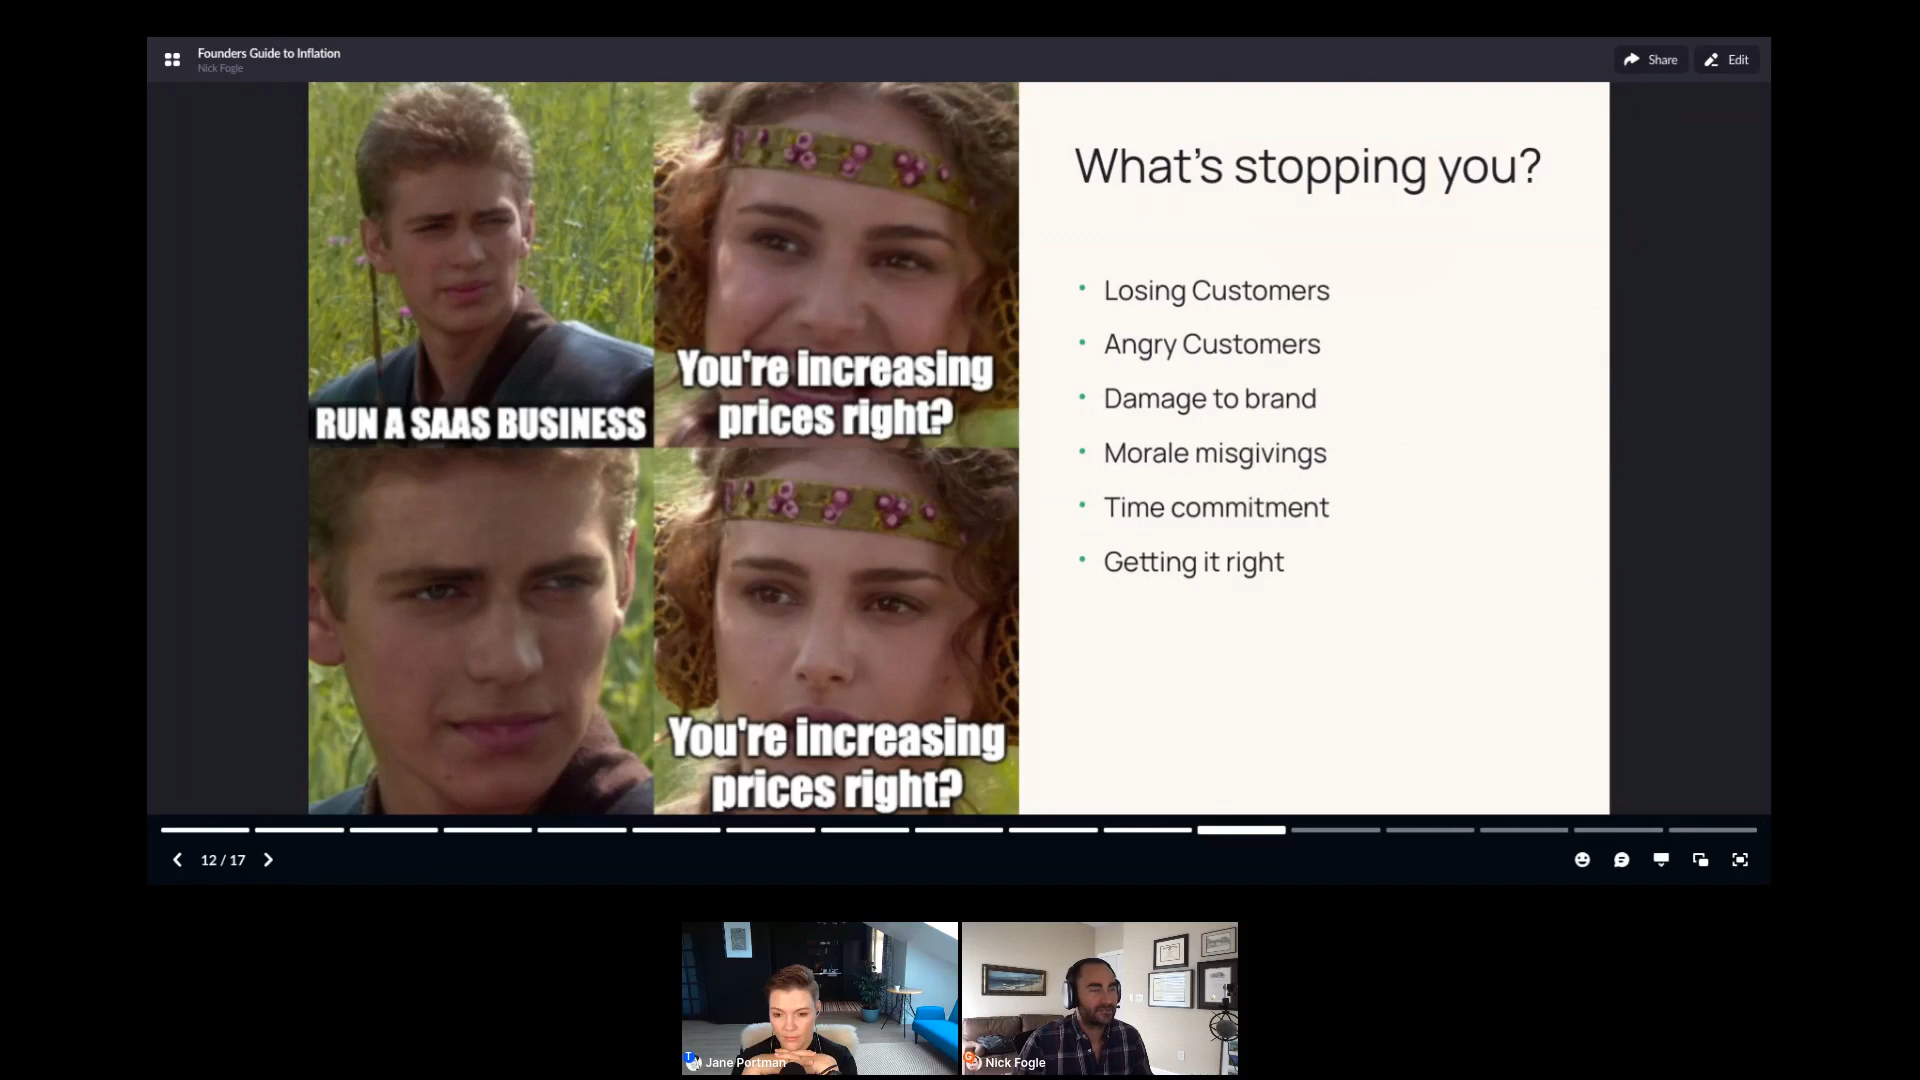 Founders Guide to Inflation
Nick Fogle
Share
Edit
RUN A SAAS BUSINESS
You're increasing
prices right?
You're increasing
prices right?
What's stopping you?
• Losing Customers
• Angry Customers
• Damage to brand
• Morale misgivings
• Time commitment
• Getting it right
12 / 17
T
Jane Portman
G
Nick Fogle